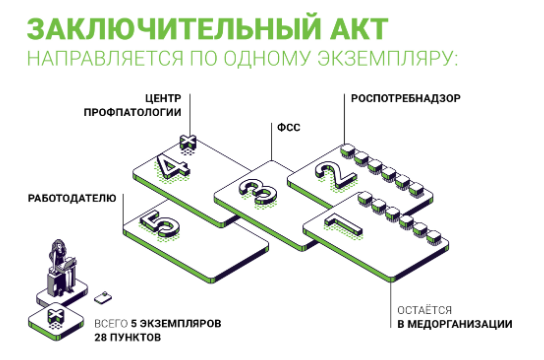 ЗАКЛЮЧИТЕЛЬНЫЙ АКТ
НАПРАВЛЯЕТСЯ ПО ОДНОМУ ЭКЗЕМПЛЯРУ:
ЦЕНТР
ПРОФПАТОЛОГИИ
РОСПОТРЕБНАДЗОР
ФСС
4
2
3
РАБОТОДАТЕЛЮ
5
1
ВСЕГО 5 ЭКЗЕМПЛЯРОВ
28 ПУНКТОВ
ОСТАЁТСЯ
В МЕДОРГАНИЗАЦИИ